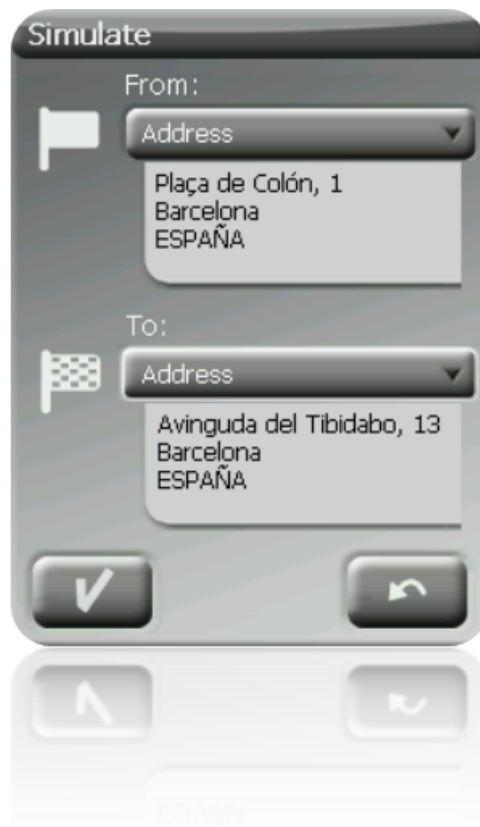 Simulate
From:
Address
Plaça de Colón, 1
Barcelona
ESPAÑA
To:
Address
Avinguda del Tibidabo, 13
Barcelona
ESPAÑA